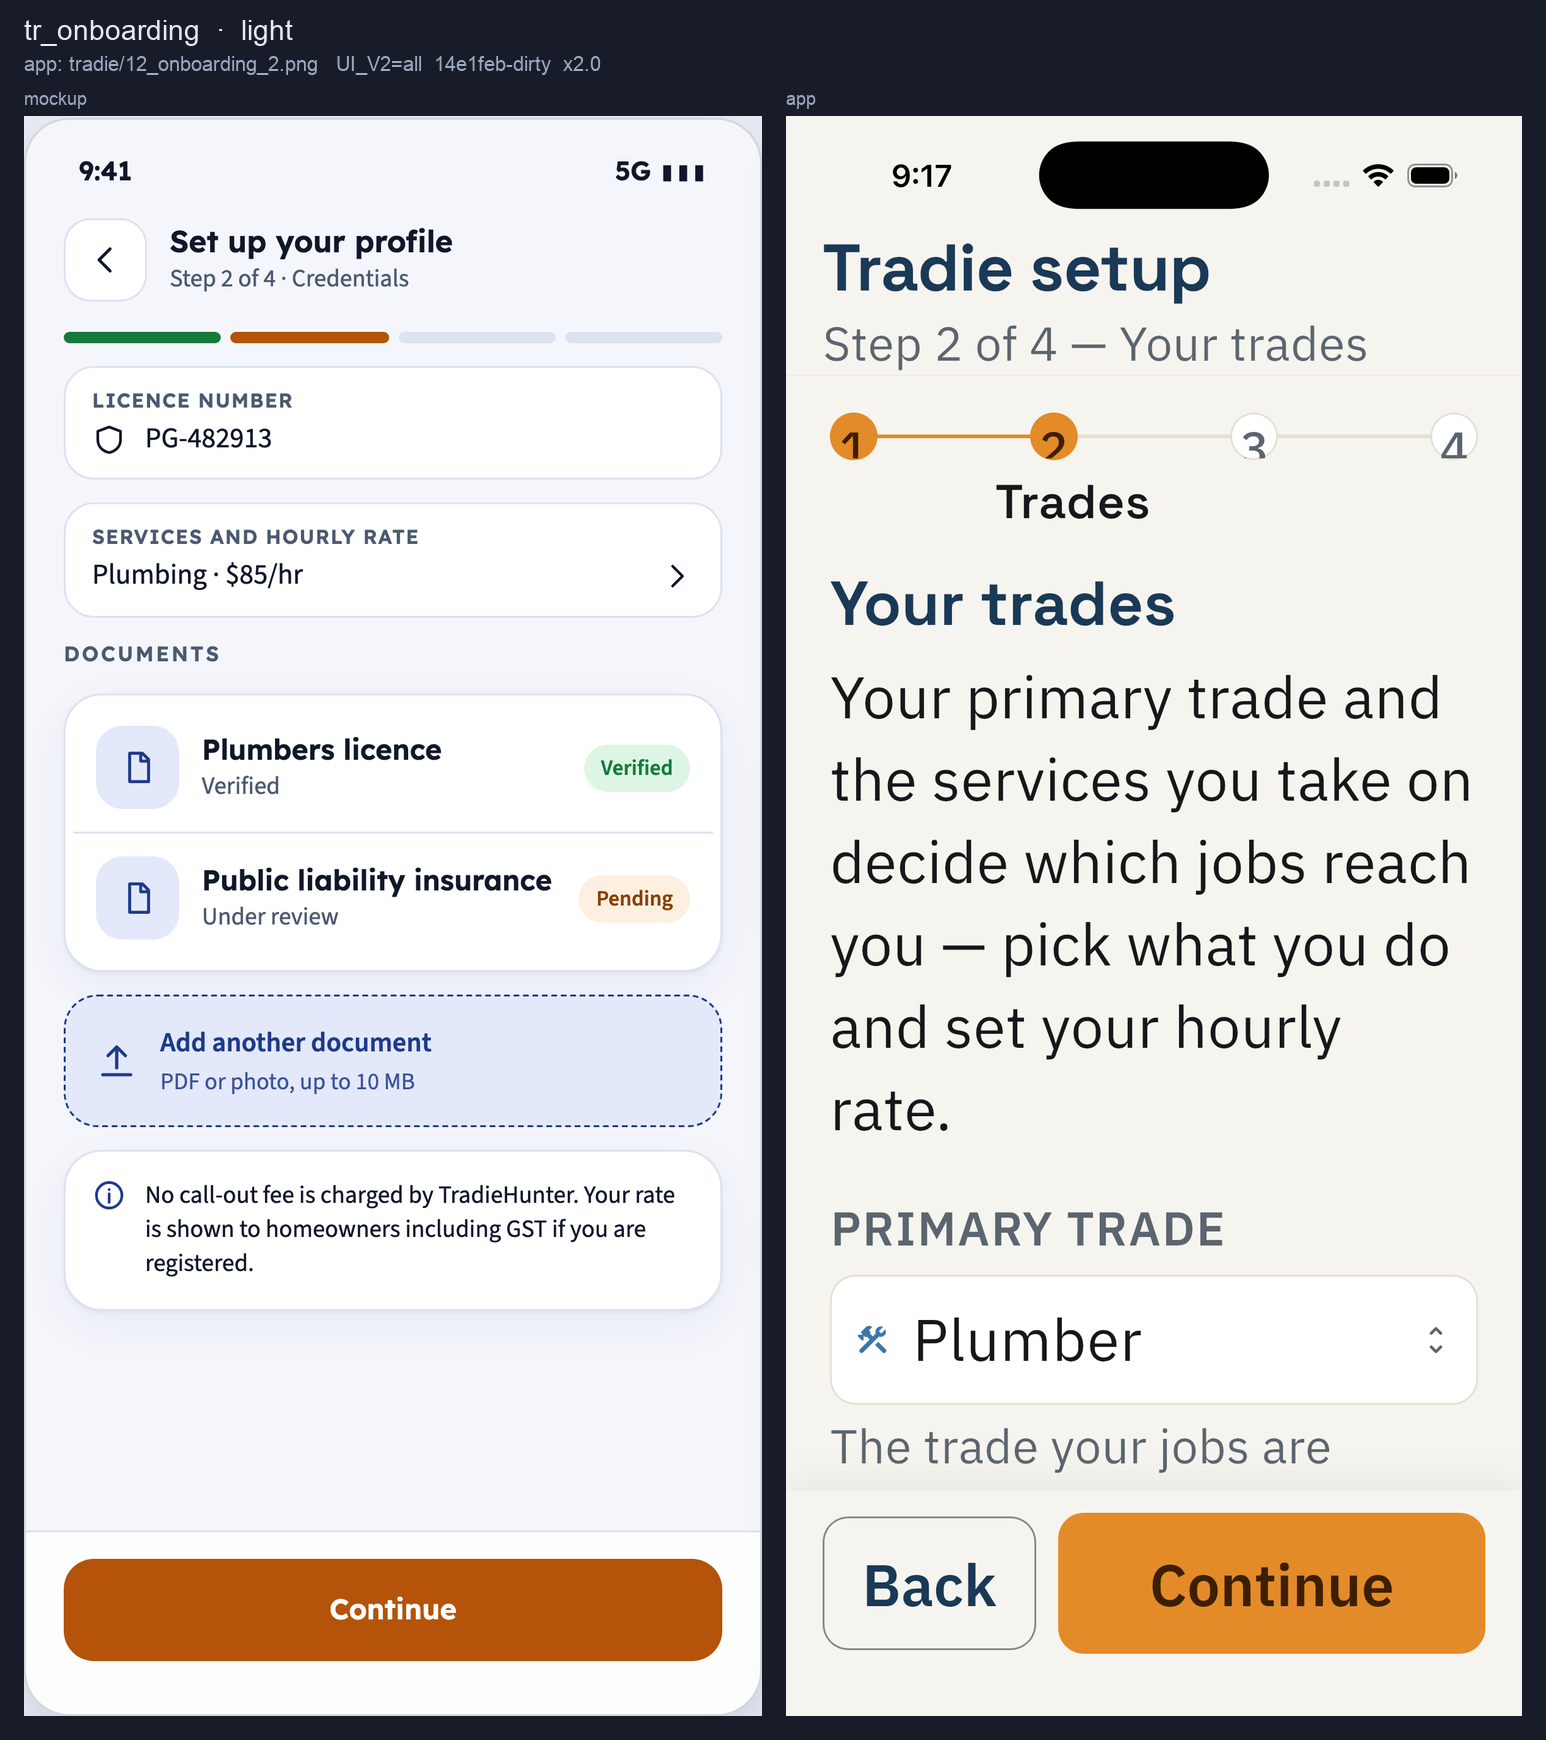 tr_onboarding · light
app: tradie/12_onboarding_2.png UI_V2=all 14e1feb-dirty x2.0
mockup
9:41
5G
Set up your profile
Step 2 of 4 · Credentials
LICENCE NUMBER
PG-482913
SERVICES AND HOURLY RATE
Plumbing · $85/hr
DOCUMENTS
Plumbers licence
Verified
Verified
Public liability insurance
Under review
Pending
Add another document
PDF or photo, up to 10 MB
No call-out fee is charged by TradieHunter. Your rate
is shown to homeowners including GST if you are
registered.
Continue
app
9:17
Tradie setup
Step 2 of 4 — Your trades
1
2
3
4
Trades
Your trades
Your primary trade and
the services you take on
decide which jobs reach
you — pick what you do
and set your hourly
rate.
PRIMARY TRADE
Plumber
The trade your jobs are
Back
Continue